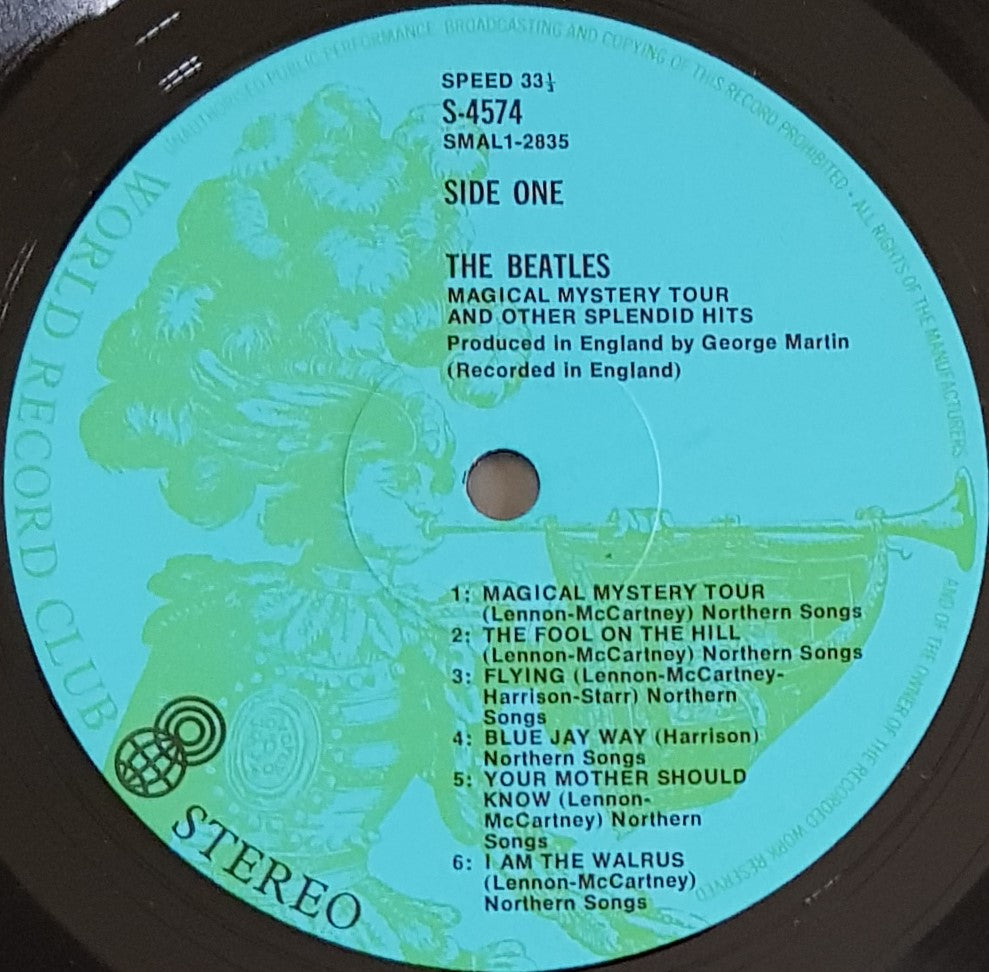 UNAUTHORISED PUBLIC PERFORMANCE BROADCASTING AND COPYING OF THIS RECORD PROHIBITED • ALL RIGHTS OF THE MANUFACTURERS
AND OF THE OWNER OF THE RECORDED WORK RESERVED
WORLD RECORD CLUB
SPEED 33⅓
S-4574
SMAL1-2835
SIDE ONE
THE BEATLES
MAGICAL MYSTERY TOUR
AND OTHER SPLENDID HITS
Produced in England by George Martin
(Recorded in England)
1: MAGICAL MYSTERY TOUR
(Lennon-McCartney) Northern Songs
2: THE FOOL ON THE HILL
(Lennon-McCartney) Northern Songs
3: FLYING (Lennon-McCartney-
Harrison-Starr) Northern
Songs
4: BLUE JAY WAY (Harrison)
Northern Songs
5: YOUR MOTHER SHOULD
KNOW (Lennon-
McCartney) Northern
Songs
6: I AM THE WALRUS
(Lennon-McCartney)
Northern Songs
STEREO